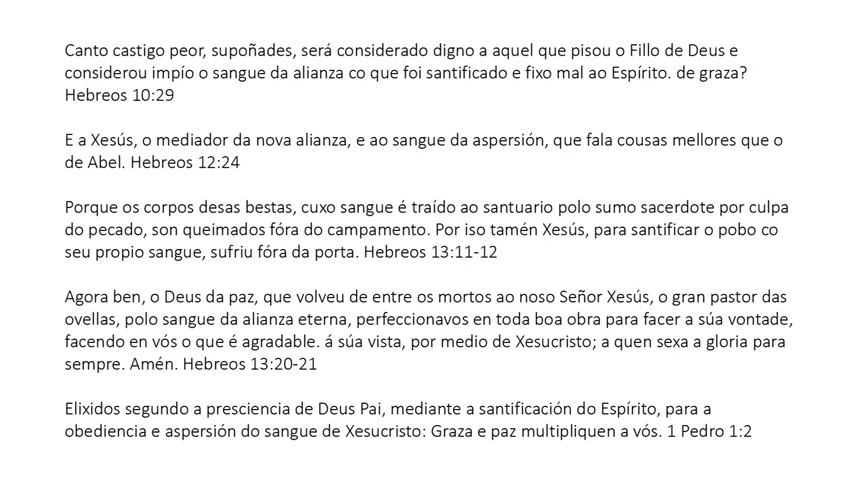 Canto castigo peor, supoñades, será considerado digno a aquel que pisou o Fillo de Deus e
considerou impío o sangue da alianza co que foi santificado e fixo mal ao Espírito. de graza?
Hebreos 10:29
E a Xesús, o mediador da nova alianza, e ao sangue da aspersión, que fala cousas mellores que o
de Abel. Hebreos 12:24
Porque os corpos desas bestas, cuxo sangue é traído ao santuario polo sumo sacerdote por culpa
do pecado, son queimados fóra do campamento. Por iso tamén Xesús, para santificar o pobo co
seu propio sangue, sufriu fóra da porta. Hebreos 13:11-12
Agora ben, o Deus da paz, que volveu de entre os mortos ao noso Señor Xesús, o gran pastor das
ovellas, polo sangue da alianza eterna, perfeccionavos en toda boa obra para facer a súa vontade,
facendo en vós o que é agradable. á súa vista, por medio de Xesucristo; a quen sexa a gloria para
sempre. Amén. Hebreos 13:20-21
Elixidos segundo a presciencia de Deus Pai, mediante a santificación do Espírito, para a
obediencia e aspersión do sangue de Xesucristo: Graza e paz multipliquen a vós. 1 Pedro 1:2